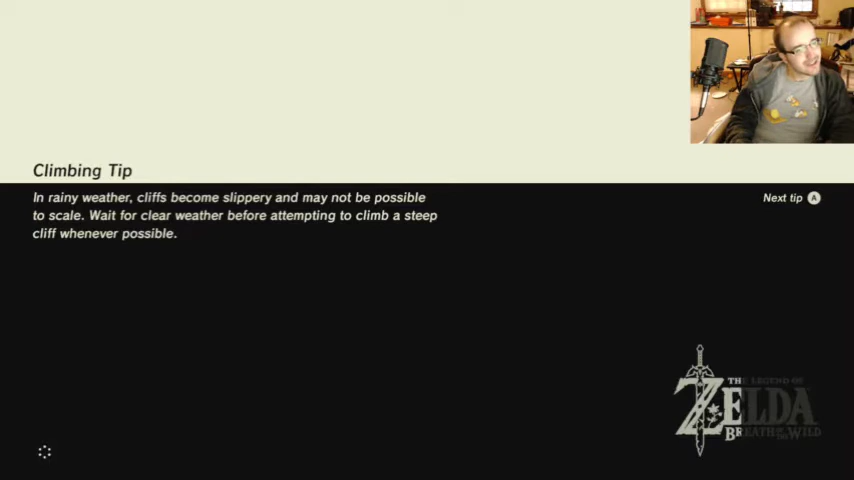 Climbing Tip
In rainy weather, cliffs become slippery and may not be possible
to scale. Wait for clear weather before attempting to climb a steep
cliff whenever possible.
Next tip A
THE LEGEND OF
ZELDA
BREATH OF THE WILD